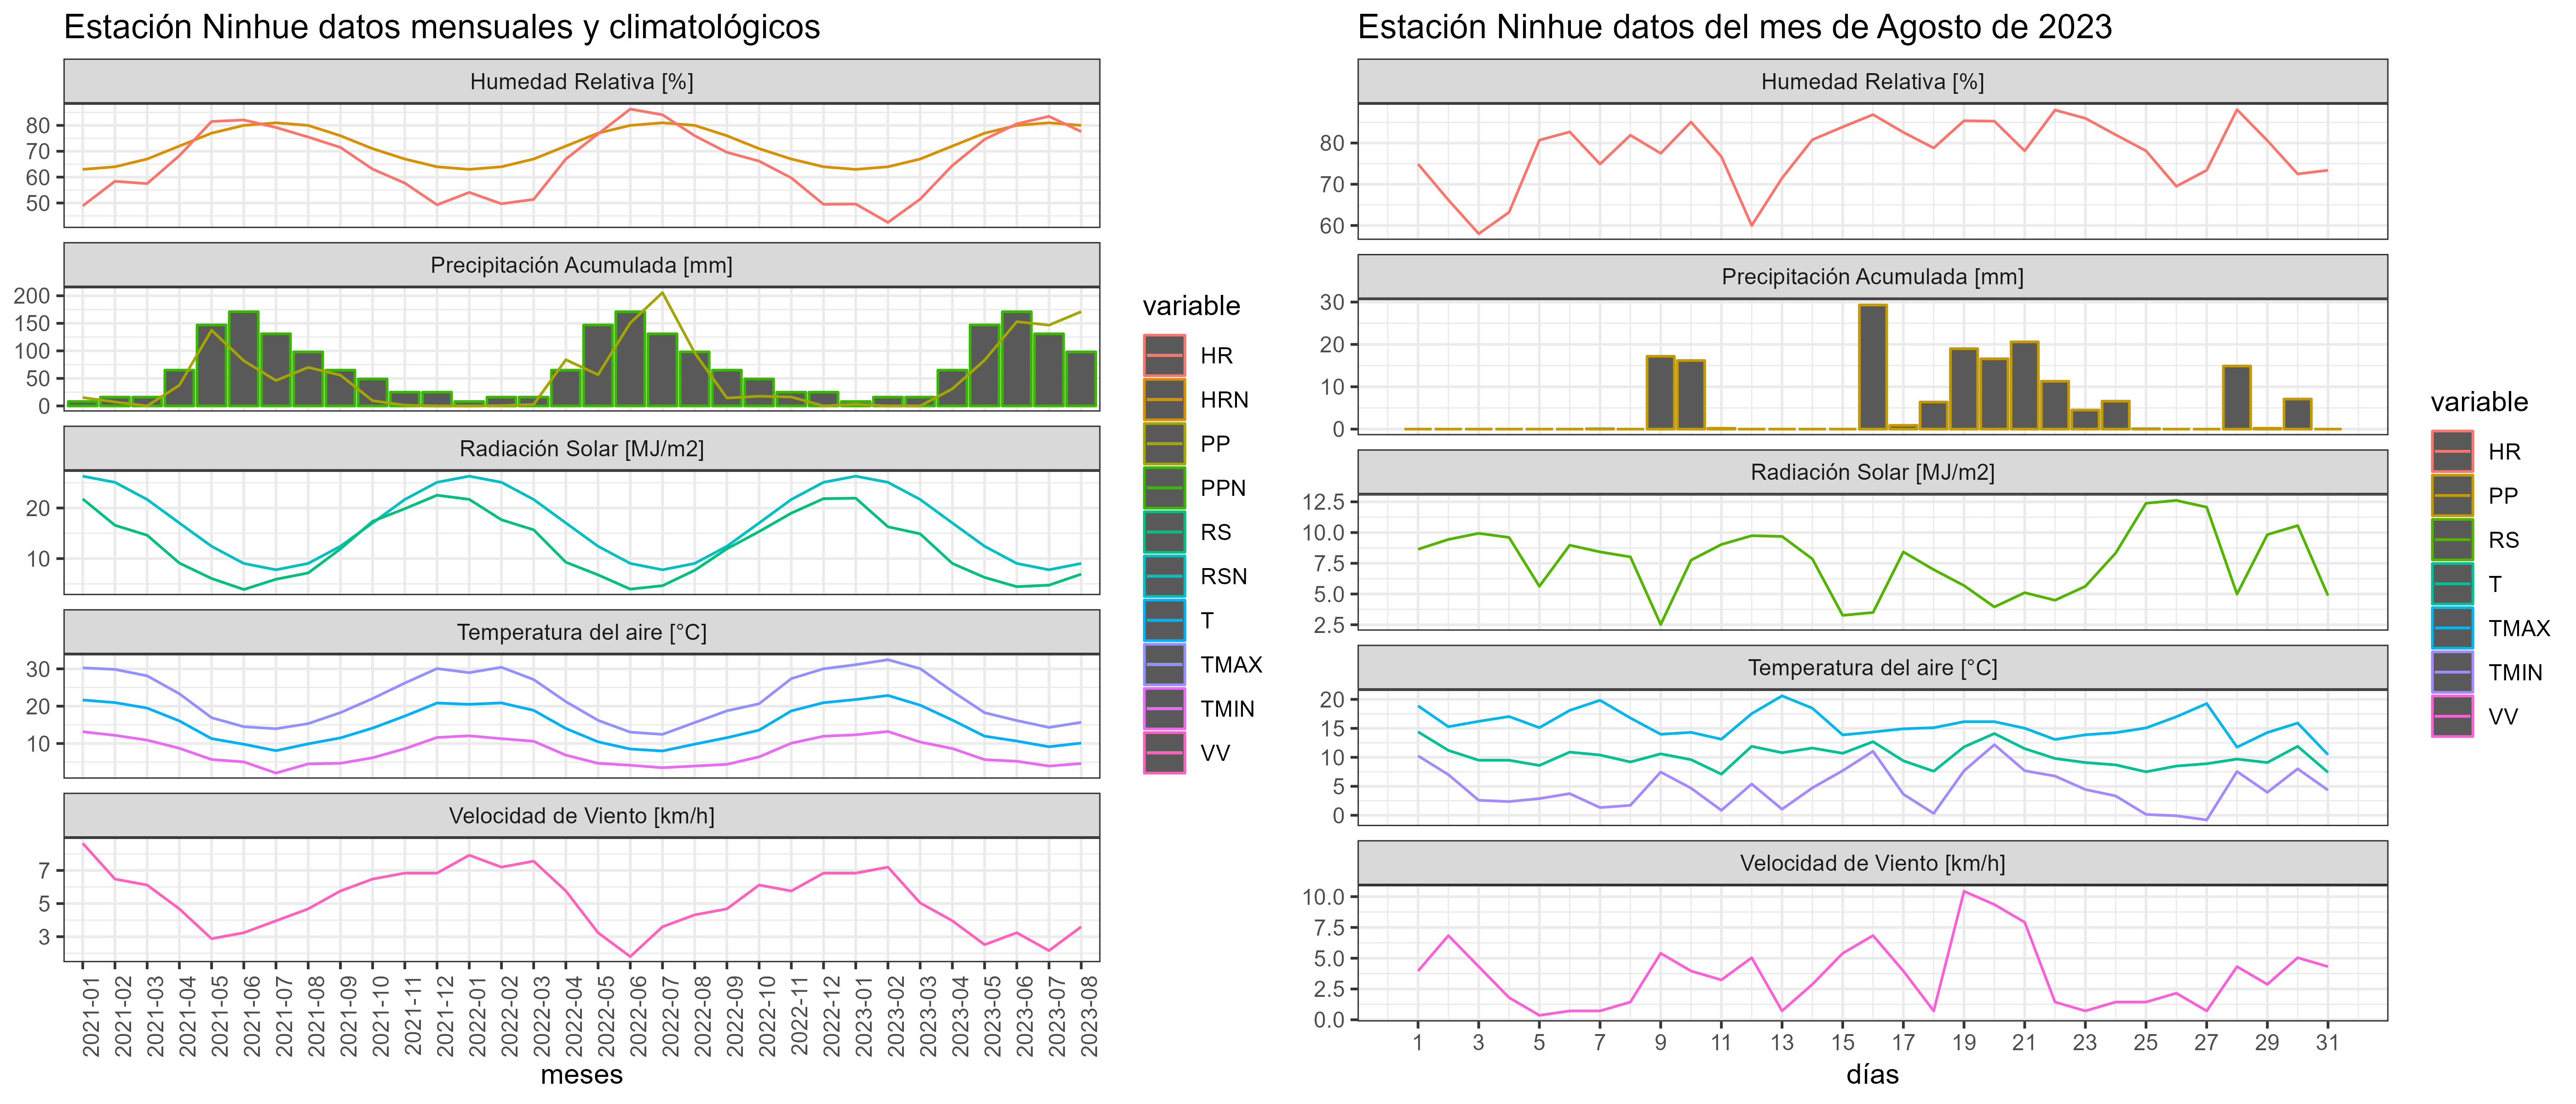 Estación Ninhue datos mensuales y climatológicos
Humedad Relativa [%]
80
70
60
50
Precipitación Acumulada [mm]
200
150
100
50
0
Radiación Solar [MJ/m2]
20
10
Temperatura del aire [°C]
30
20
10
Velocidad de Viento [km/h]
7
5
3
2021-01
2021-02
2021-03
2021-04
2021-05
2021-06
2021-07
2021-08
2021-09
2021-10
2021-11
2021-12
2022-01
2022-02
2022-03
2022-04
2022-05
2022-06
2022-07
2022-08
2022-09
2022-10
2022-11
2022-12
2023-01
2023-02
2023-03
2023-04
2023-05
2023-06
2023-07
2023-08
meses
variable
HR
HRN
PP
PPN
RS
RSN
T
TMAX
TMIN
VV
Estación Ninhue datos del mes de Agosto de 2023
Humedad Relativa [%]
80
70
60
Precipitación Acumulada [mm]
30
20
10
0
Radiación Solar [MJ/m2]
12.5
10.0
7.5
5.0
2.5
Temperatura del aire [°C]
20
15
10
5
0
Velocidad de Viento [km/h]
10.0
7.5
5.0
2.5
0.0
1 3 5 7 9 11 13 15 17 19 21 23 25 27 29 31
días
variable
HR
PP
RS
T
TMAX
TMIN
VV